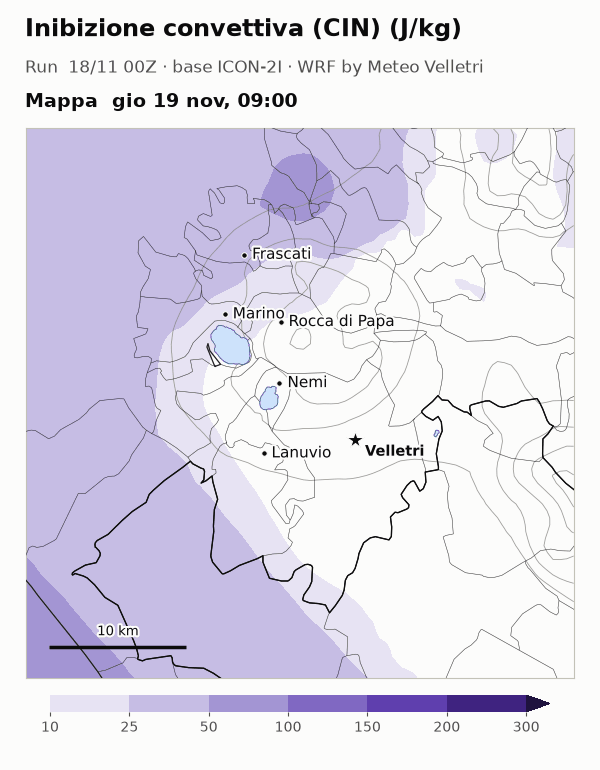 Inibizione convettiva (CIN) (J/kg)
Run  18/11 00Z · base ICON-2I · WRF by Meteo Velletri
Mappa  gio 19 nov, 09:00
Frascati
Marino
Rocca di Papa
Nemi
Velletri
Lanuvio
10 km
10 25 50 100 150 200 300